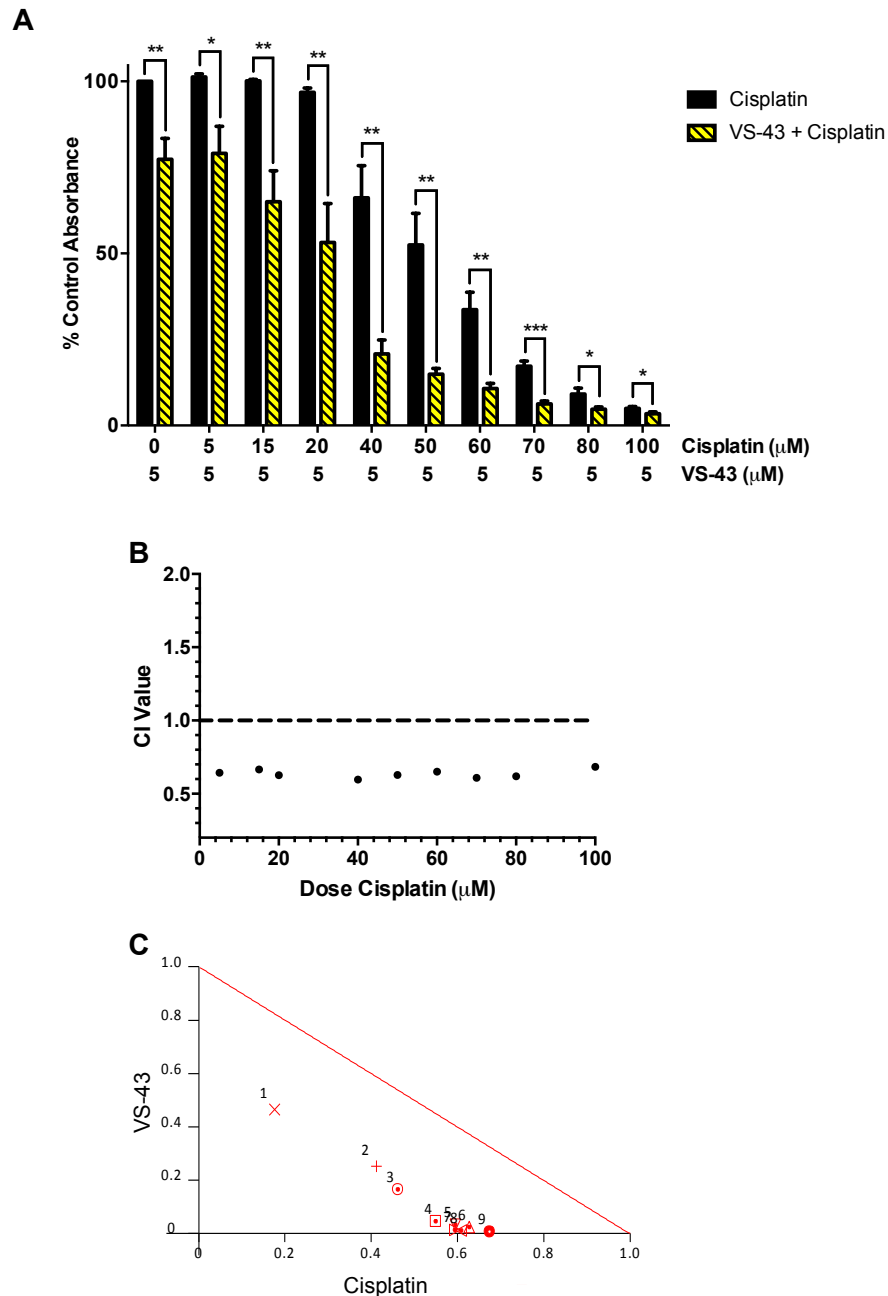 A
** * ** ** ** ** ** *** * *
Cisplatin
VS-43 + Cisplatin
% Control Absorbance
100
50
0
0 5 15 20 40 50 60 70 80 100 Cisplatin (μM)
5 5 5 5 5 5 5 5 5 5 VS-43 (μM)
B
CI Value
2.0
1.5
1.0
0.5
0 20 40 60 80 100
Dose Cisplatin (μM)
C
VS-43
1.0
0.8
0.6
0.4
0.2
0
1
2
3
4
5
6
7
8
9
0 0.2 0.4 0.6 0.8 1.0
Cisplatin